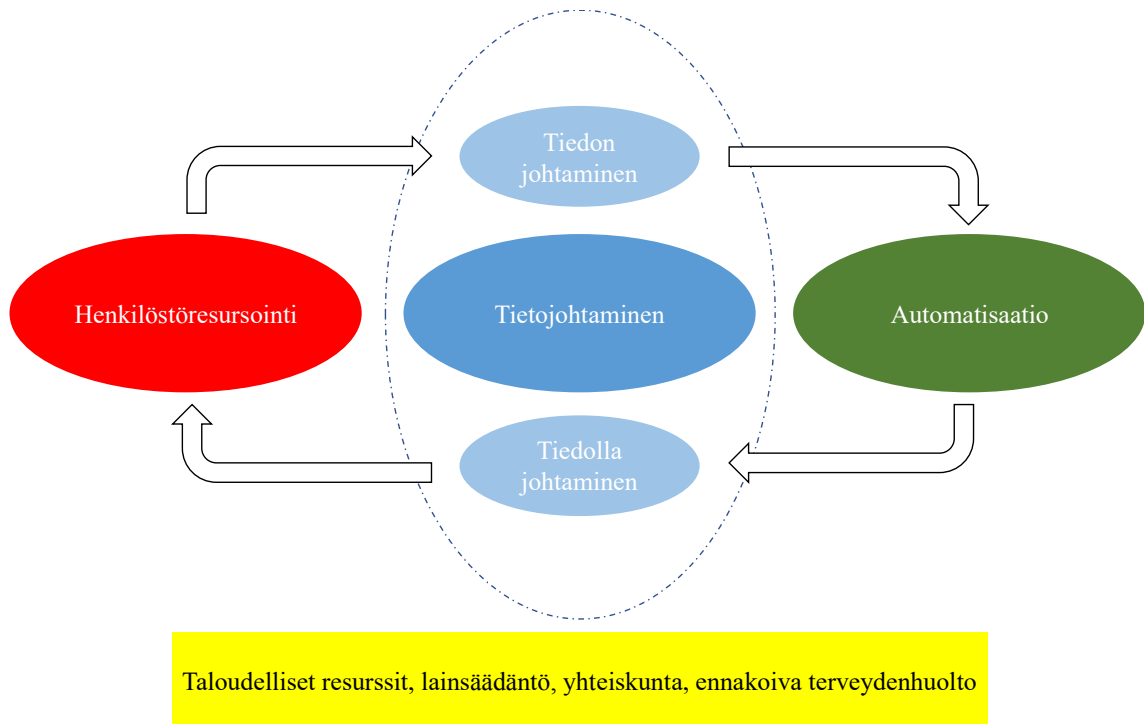 Tiedon
johtaminen
Henkilöstöresursointi
Tietojohtaminen
Automatisaatio
Tiedolla
johtaminen
Taloudelliset resurssit, lainsäädäntö, yhteiskunta, ennakoiva terveydenhuolto